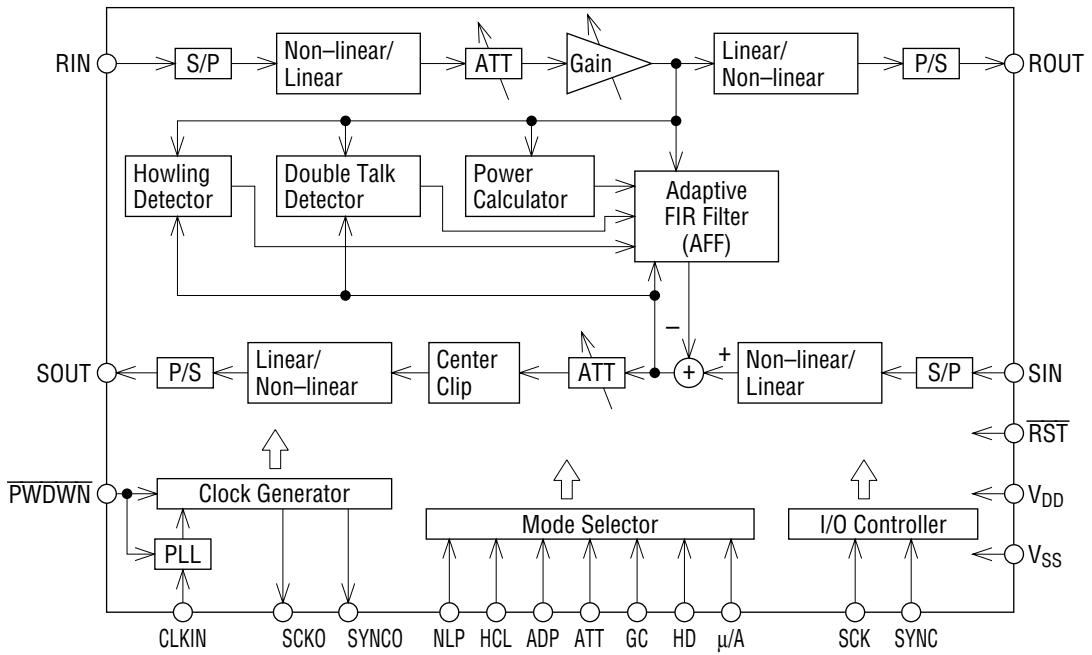 RIN
S/P
Non–linear/
Linear
ATT
Gain
Linear/
Non–linear
P/S
ROUT
Howling
Detector
Double Talk
Detector
Power
Calculator
Adaptive
FIR Filter
(AFF)
–
+
+
SOUT
P/S
Linear/
Non–linear
Center
Clip
ATT
Non–linear/
Linear
S/P
SIN
RST
PWDWN
Clock Generator
VDD
Mode Selector
I/O Controller
PLL
VSS
CLKIN
SCKO
SYNCO
NLP
HCL
ADP
ATT
GC
HD
μ/A
SCK
SYNC